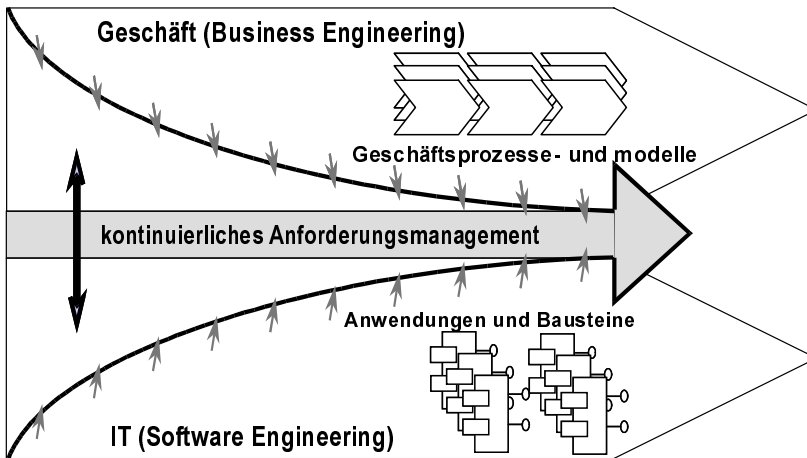 Geschäft (Business Engineering)
Geschäftsprozesse- und modelle
kontinuierliches Anforderungsmanagement
Anwendungen und Bausteine
IT (Software Engineering)